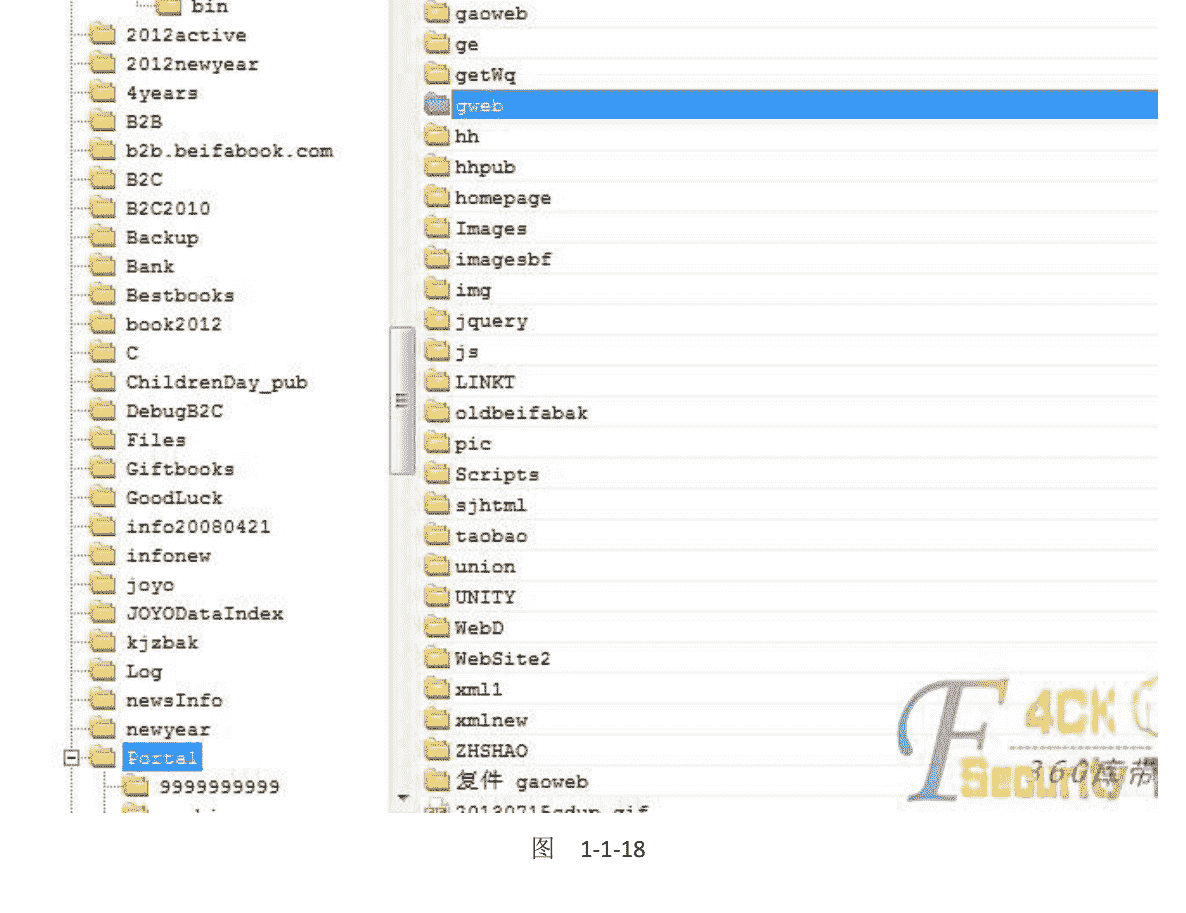 bin
2012active
2012newyear
4years
B2B
b2b.beifabook.com
B2C
B2C2010
Backup
Bank
Bestbooks
book2012
C
ChildrenDay_pub
DebugB2C
Files
Giftbooks
GoodLuck
info20080421
infonew
joyo
JOYODataIndex
kjzbak
Log
newsInfo
newyear
Portal
9999999999
gaoweb
ge
getWq
gweb
hh
hhpub
homepage
Images
imagesbf
img
jquery
js
LINKT
oldbeifabak
pic
Scripts
sjhtml
taobao
union
UNITY
WebD
WebSite2
xml1
xmlnew
ZHSHAO
复件 gaoweb
F4CK
Security
图 1-1-18